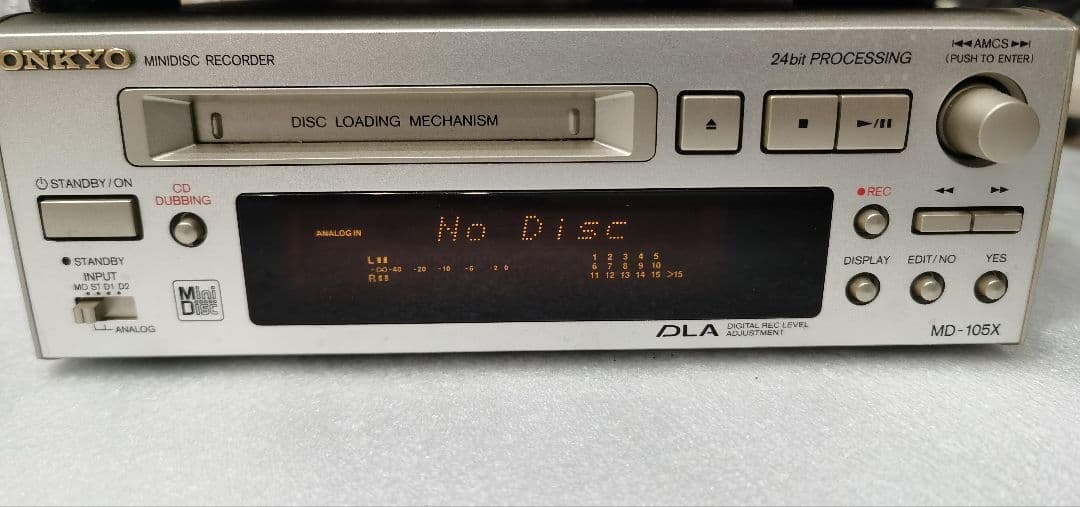 ONKYO MINIDISC RECORDER
24bit PROCESSING
AMCS
(PUSH TO ENTER)
DISC LOADING MECHANISM
STANDBY/ON
CD
DUBBING
REC
ANALOG IN
No Disc
L
-∞ -40 -20 -10 -6 -2 0
R
1 2 3 4 5
6 7 8 9 10
11 12 13 14 15 >15
STANDBY
INPUT
MO ST D1 D2
ANALOG
Mini
Disc
DISPLAY EDIT/NO YES
DLA DIGITAL REC LEVEL
ADJUSTMENT
MD-105X